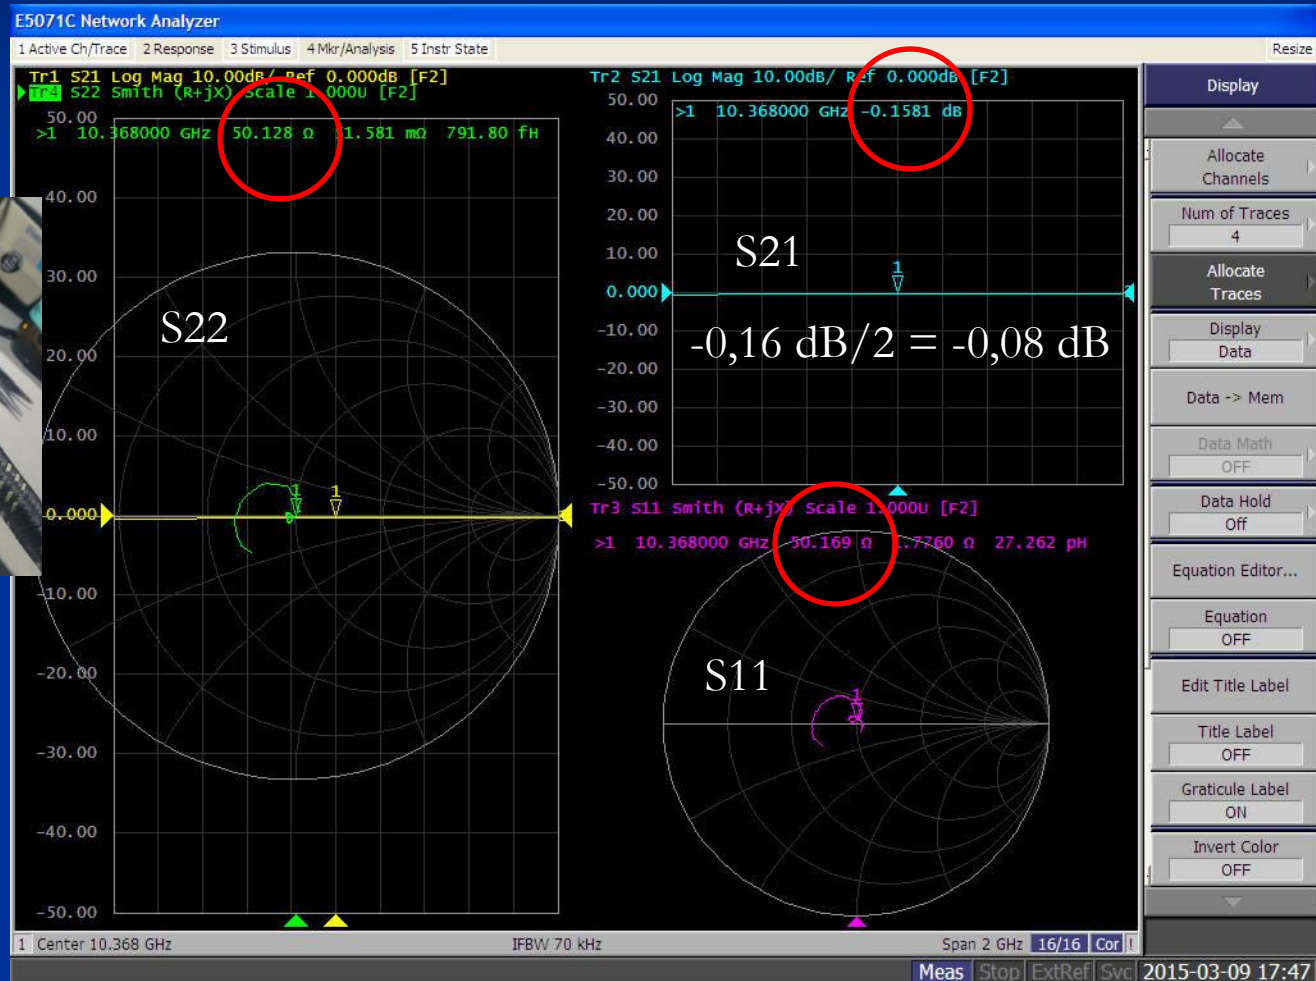 E5071C Network Analyzer
1 Active Ch/Trace 2 Response 3 Stimulus 4 Mkr/Analysis 5 Instr State Resize
Tr1 S21 Log Mag 10.00dB/ Ref 0.000dB [F2]
Tr4 S22 Smith (R+jX) Scale 1.000U [F2]
50.00
>1 10.368000 GHz 50.128 Ω 51.581 mΩ 791.80 fH
40.00
30.00
20.00
10.00
0.000
-10.00
-20.00
-30.00
-40.00
-50.00
S22
1
1
Tr2 S21 Log Mag 10.00dB/ Ref 0.000dB [F2]
50.00
>1 10.368000 GHz -0.1581 dB
40.00
30.00
20.00
10.00
0.000
-10.00
-20.00
-30.00
-40.00
-50.00
S21
1
-0,16 dB/2 = -0,08 dB
Tr3 S11 Smith (R+jX) Scale 1.000U [F2]
>1 10.368000 GHz 50.169 Ω 1.7760 Ω 27.262 pH
S11
1
Display
Allocate
Channels
Num of Traces
4
Allocate
Traces
Display
Data
Data -> Mem
Data Math
OFF
Data Hold
Off
Equation Editor...
Equation
OFF
Edit Title Label
Title Label
OFF
Graticule Label
ON
Invert Color
OFF
1 Center 10.368 GHz IFBW 70 kHz Span 2 GHz 16/16 Cor !
Meas Stop ExtRef Svc 2015-03-09 17:47